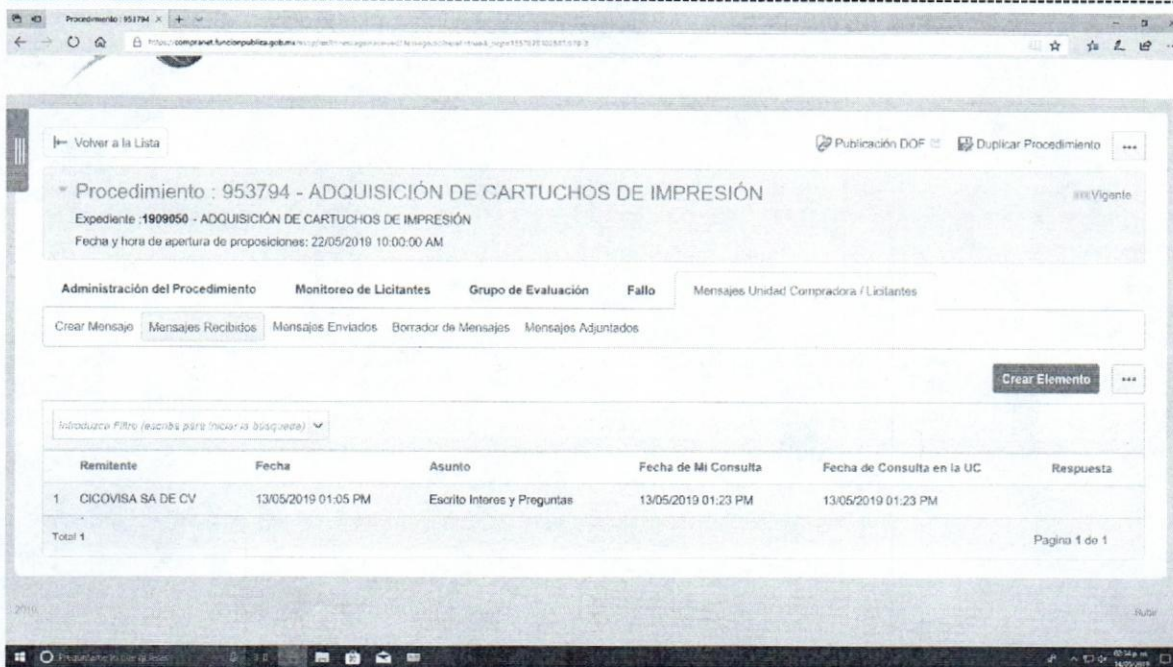 Procedimiento : 953794
compranet.funcionpublica.gob.mx
Volver a la Lista
Publicación DOF Duplicar Procedimiento
Procedimiento : 953794 - ADQUISICIÓN DE CARTUCHOS DE IMPRESIÓN
Vigente
Expediente :1909050 - ADQUISICIÓN DE CARTUCHOS DE IMPRESIÓN
Fecha y hora de apertura de proposiciones: 22/05/2019 10:00:00 AM
Administración del Procedimiento Monitoreo de Licitantes Grupo de Evaluación Fallo Mensajes Unidad Compradora / Licitantes
Crear Mensaje Mensajes Recibidos Mensajes Enviados Borrador de Mensajes Mensajes Adjuntados
Crear Elemento
Introduzca Filtro (escriba para iniciar la búsqueda)
Remitente Fecha Asunto Fecha de Mi Consulta Fecha de Consulta en la UC Respuesta
1 CICOVISA SA DE CV 13/05/2019 01:05 PM Escrito Interes y Preguntas 13/05/2019 01:23 PM 13/05/2019 01:23 PM
Total 1
Pagina 1 de 1